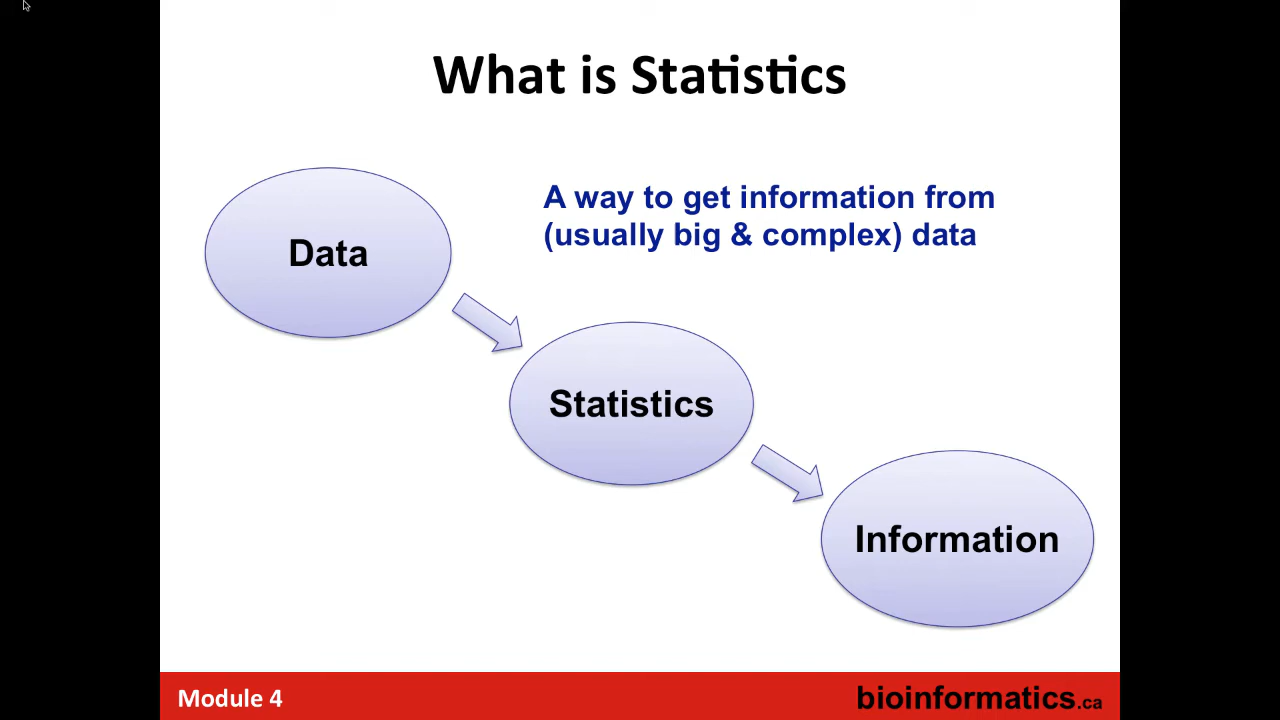 What is Statistics
A way to get information from
(usually big & complex) data
Data
Statistics
Information
Module 4
bioinformatics.ca